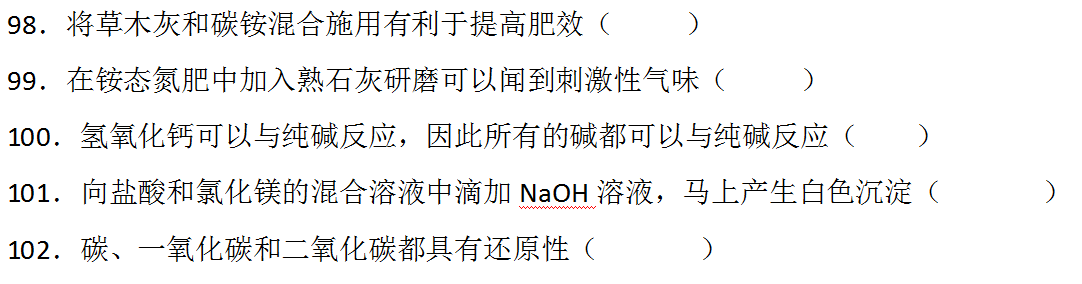 98．将草木灰和碳铵混合施用有利于提高肥效（　　）
99．在铵态氮肥中加入熟石灰研磨可以闻到刺激性气味（　　）
100．氢氧化钙可以与纯碱反应，因此所有的碱都可以与纯碱反应（　　）
101．向盐酸和氯化镁的混合溶液中滴加 NaOH 溶液，马上产生白色沉淀（　　）
102．碳、一氧化碳和二氧化碳都具有还原性（　　）